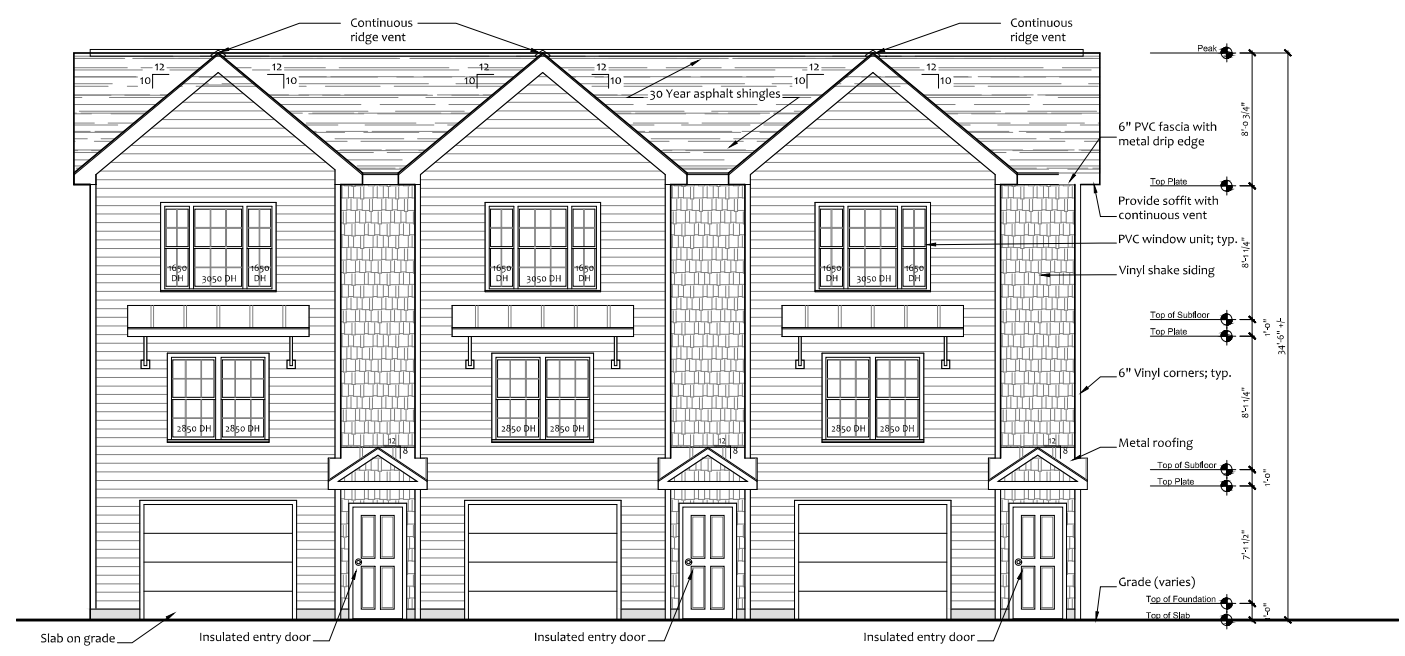 Continuous
ridge vent
Continuous
ridge vent
Peak
12
10
12
10
12
10
12
10
12
10
12
10
30 Year asphalt shingles
8'-0 3/4"
6" PVC fascia with
metal drip edge
Top Plate
Provide soffit with
continuous vent
PVC window unit; typ.
8'-1 1/4"
1650
DH
3050 DH
1650
DH
1650
DH
3050 DH
1650
DH
1650
DH
3050 DH
1650
DH
Vinyl shake siding
Top of Subfloor
Top Plate
1'-0"
34'-6" +/-
6" Vinyl corners; typ.
8'-1 1/4"
2850 DH
2850 DH
2850 DH
2850 DH
2850 DH
2850 DH
12
8
12
8
12
8
Metal roofing
Top of Subfloor
Top Plate
1'-0"
7'-1 1/2"
Grade (varies)
Top of Foundation
Top of Slab
1'-0"
Slab on grade
Insulated entry door
Insulated entry door
Insulated entry door